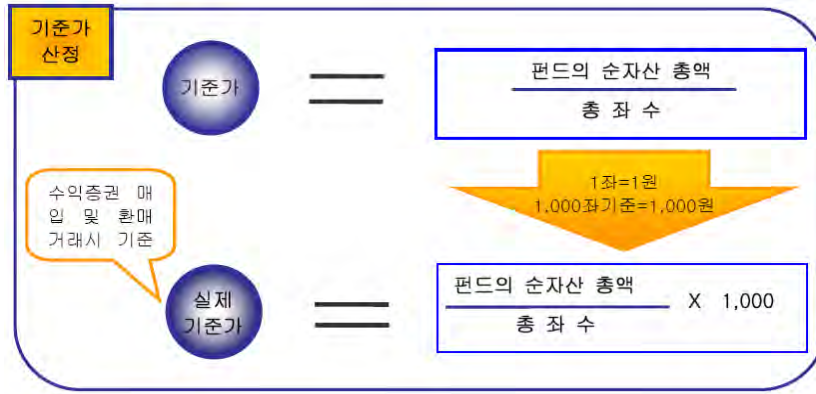 기준가
산정
기준가
=
펀드의 순자산 총액
총 좌 수
1좌=1원
1,000좌기준=1,000원
수익증권 매
입 및 환매
거래시 기준
실제
기준가
=
펀드의 순자산 총액
총 좌 수
X 1,000